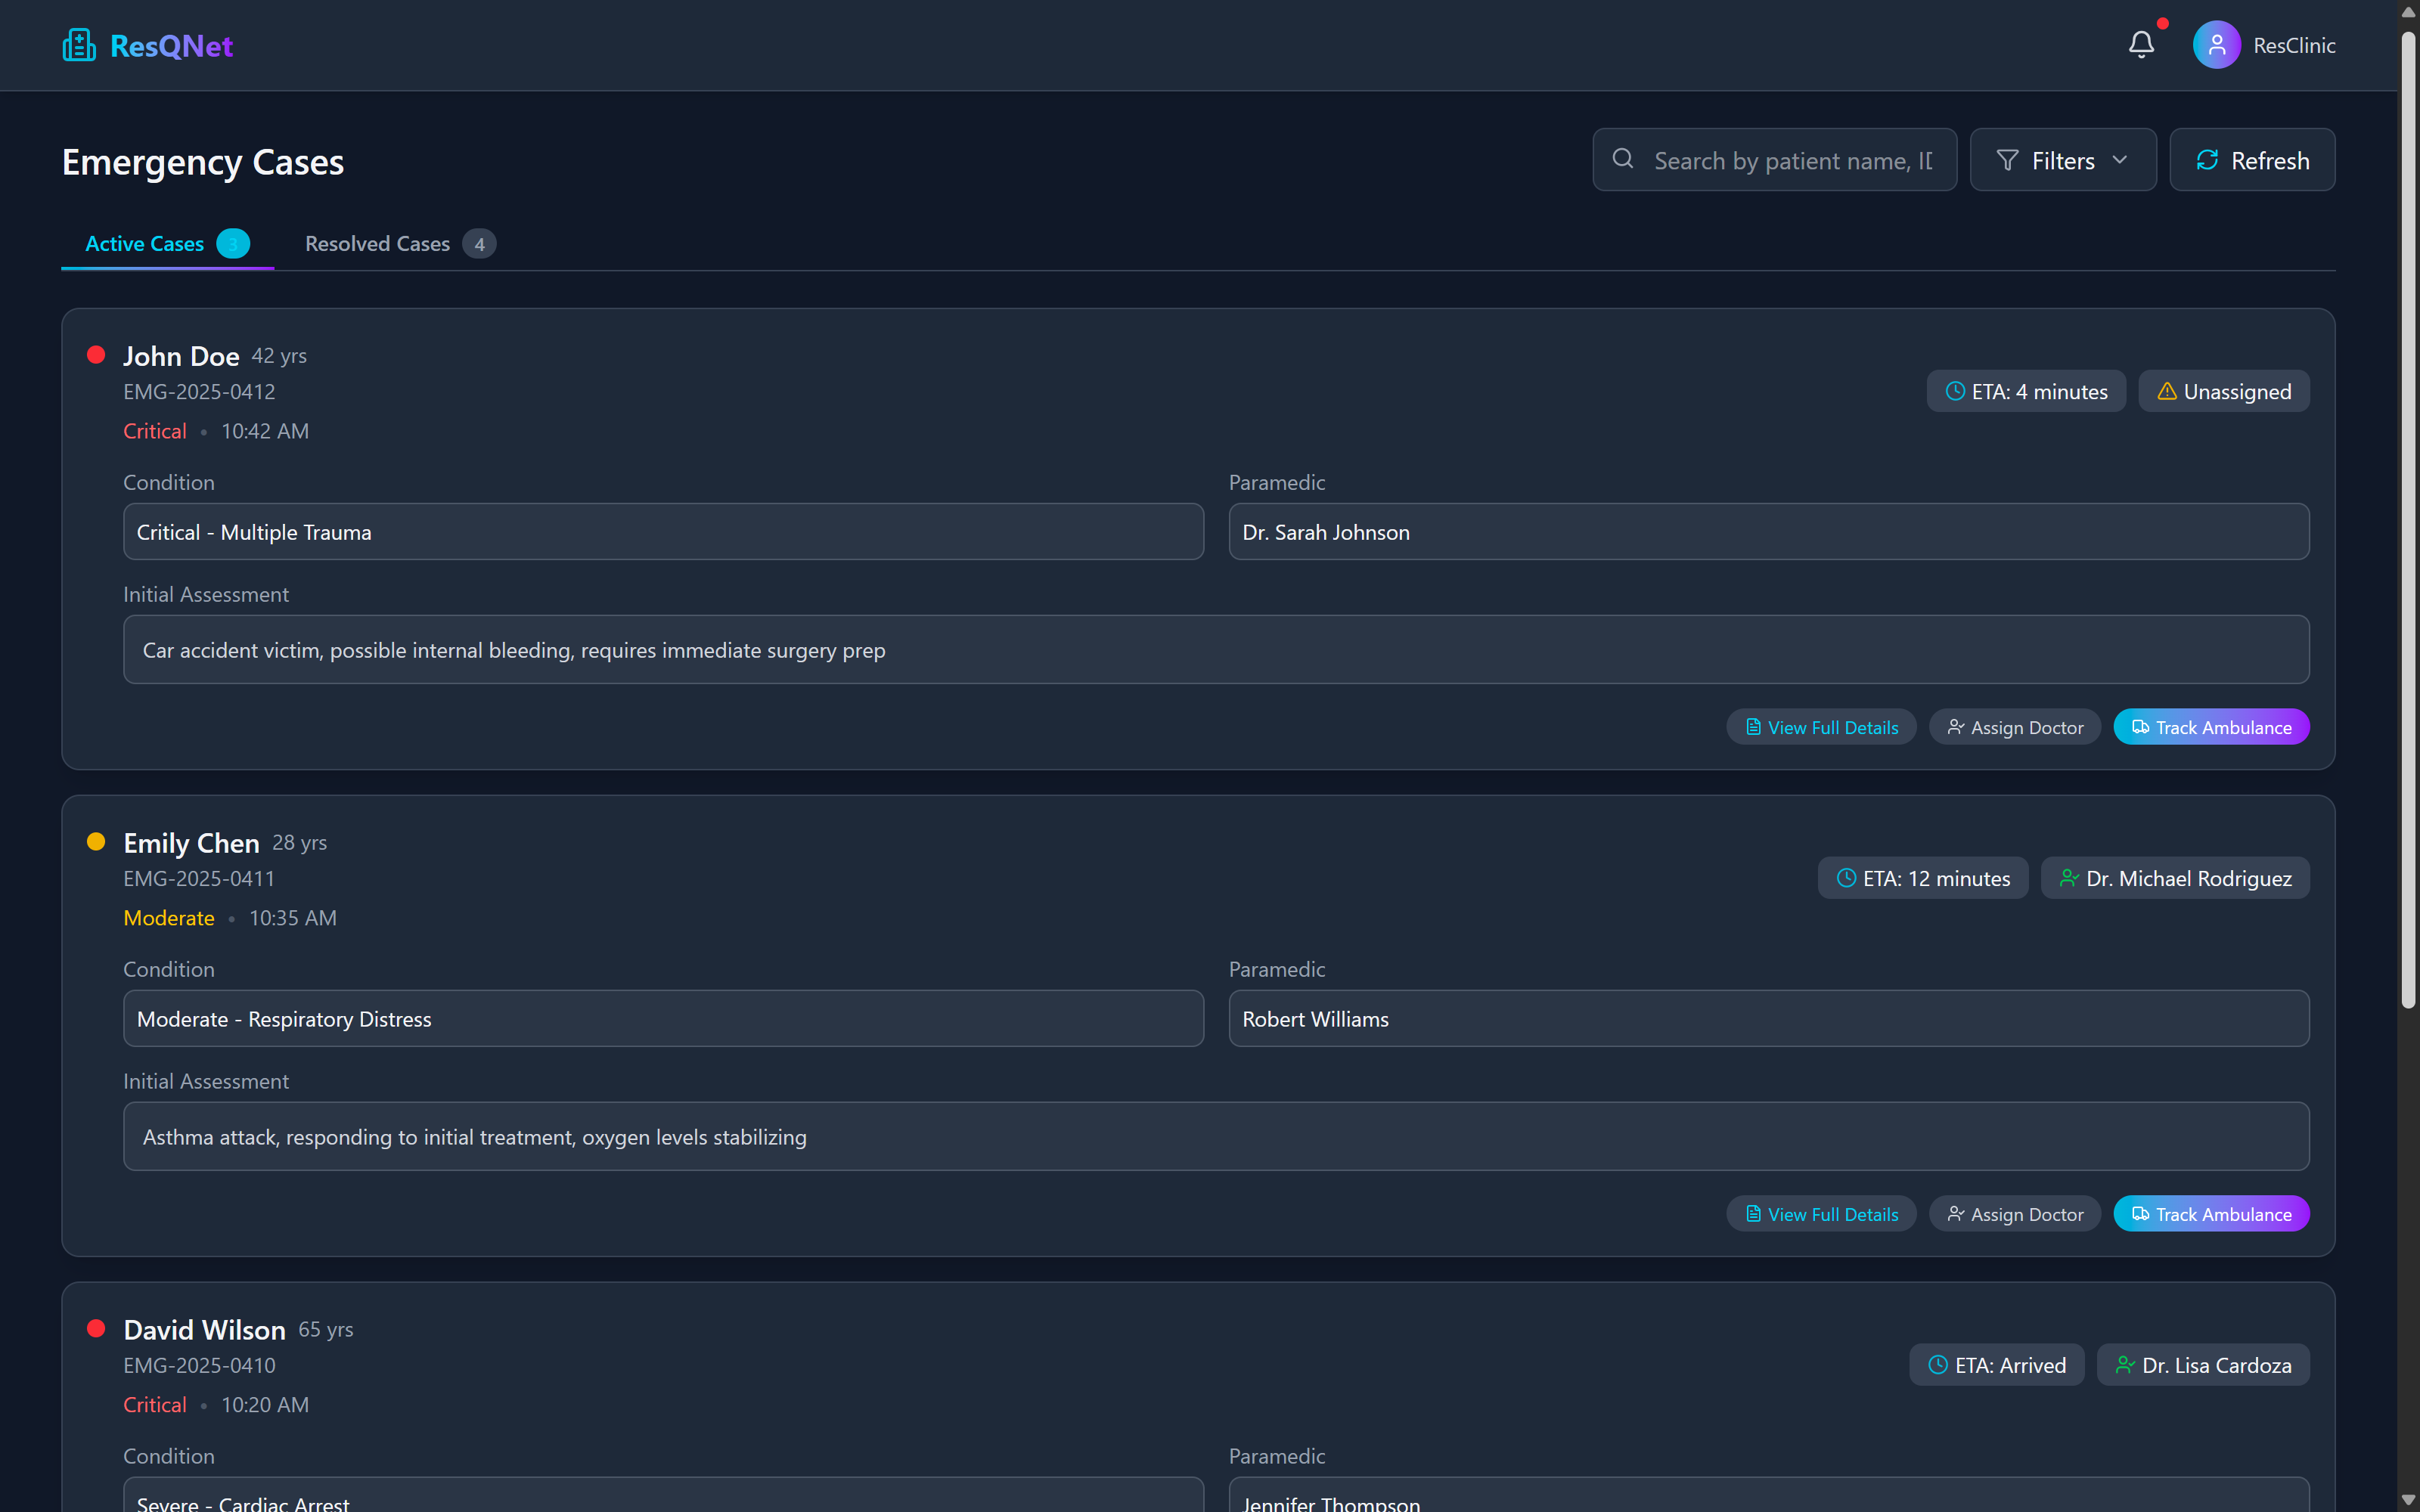 ResQNet
ResClinic
Emergency Cases
Search by patient name, I
Filters
Refresh
Active Cases 3
Resolved Cases 4
John Doe 42 yrs
EMG-2025-0412
Critical • 10:42 AM
ETA: 4 minutes
Unassigned
Condition
Critical - Multiple Trauma
Paramedic
Dr. Sarah Johnson
Initial Assessment
Car accident victim, possible internal bleeding, requires immediate surgery prep
View Full Details
Assign Doctor
Track Ambulance
Emily Chen 28 yrs
EMG-2025-0411
Moderate • 10:35 AM
ETA: 12 minutes
Dr. Michael Rodriguez
Condition
Moderate - Respiratory Distress
Paramedic
Robert Williams
Initial Assessment
Asthma attack, responding to initial treatment, oxygen levels stabilizing
View Full Details
Assign Doctor
Track Ambulance
David Wilson 65 yrs
EMG-2025-0410
Critical • 10:20 AM
ETA: Arrived
Dr. Lisa Cardoza
Condition
Severe - Cardiac Arrest
Paramedic
Jennifer Thompson